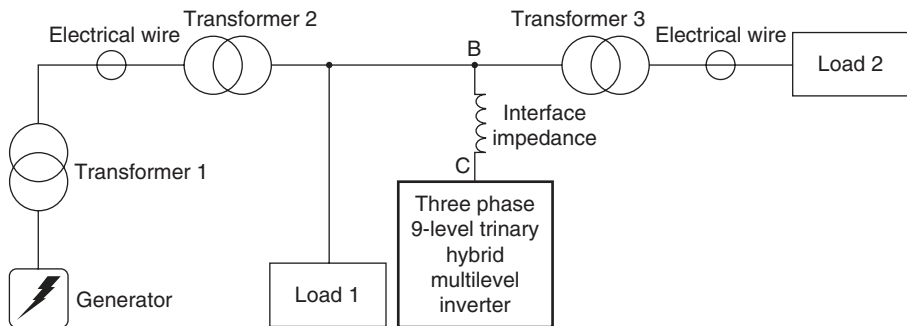 Transformer 2
Transformer 3
Electrical wire
B
Electrical wire
Load 2
Interface
impedance
C
Transformer 1
Three phase
9-level trinary
hybrid
multilevel
inverter
Generator
Load 1